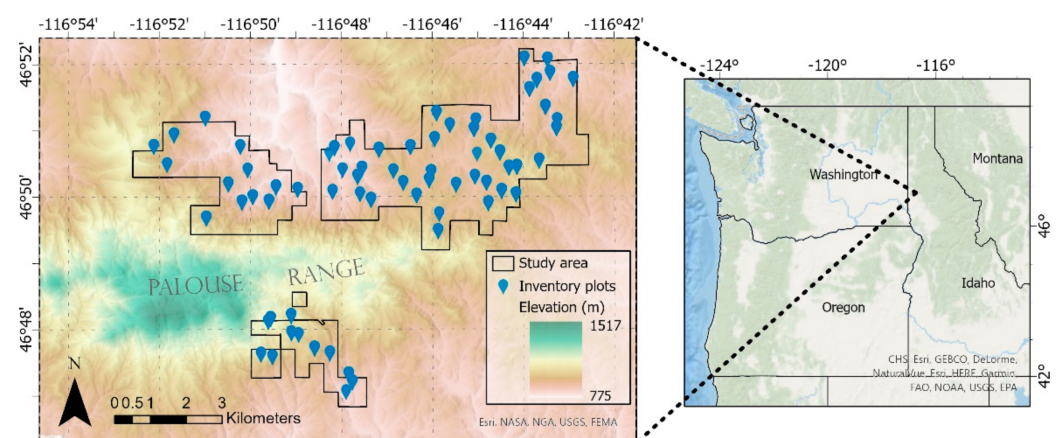 -116°54' -116°52' -116°50' -116°48' -116°46' -116°44' -116°42'
46°52'
46°50'
46°48'
PALOUSE RANGE
Study area
Inventory plots
Elevation (m)
1517
775
N
0 0.5 1 2 3
Kilometers
Esri, NASA, NGA, USGS, FEMA
-124° -120° -116°
46°
42°
Washington
Montana
Oregon
Idaho
CHS, Esri, GEBCO, DeLorme,
NaturalVue, Esri, HERE, Garmin,
FAO, NOAA, USGS, EPA